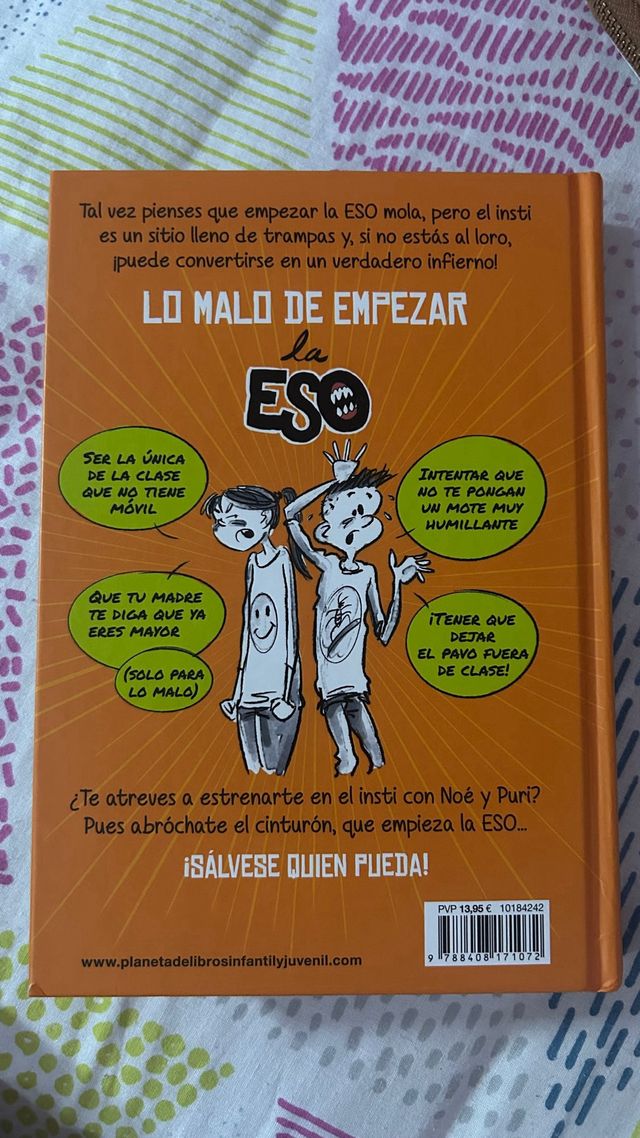 Tal vez pienses que empezar la ESO mola, pero el insti
es un sitio lleno de trampas y, si no estás al loro,
¡puede convertirse en un verdadero infierno!
LO MALO DE EMPEZAR
la
ESO
SER LA ÚNICA
DE LA CLASE
QUE NO TIENE
MÓVIL
INTENTAR QUE
NO TE PONGAN
UN MOTE MUY
HUMILLANTE
QUE TU MADRE
TE DIGA QUE YA
ERES MAYOR
(SOLO PARA
LO MALO)
¡TENER QUE
DEJAR
EL PAVO FUERA
DE CLASE!
¿Te atreves a estrenarte en el insti con Noé y Puri?
Pues abróchate el cinturón, que empieza la ESO...
¡SÁLVESE QUIEN PUEDA!
PVP 13,95 € 10184242
9 788408 171072
www.planetadelibrosinfantilyjuvenil.com